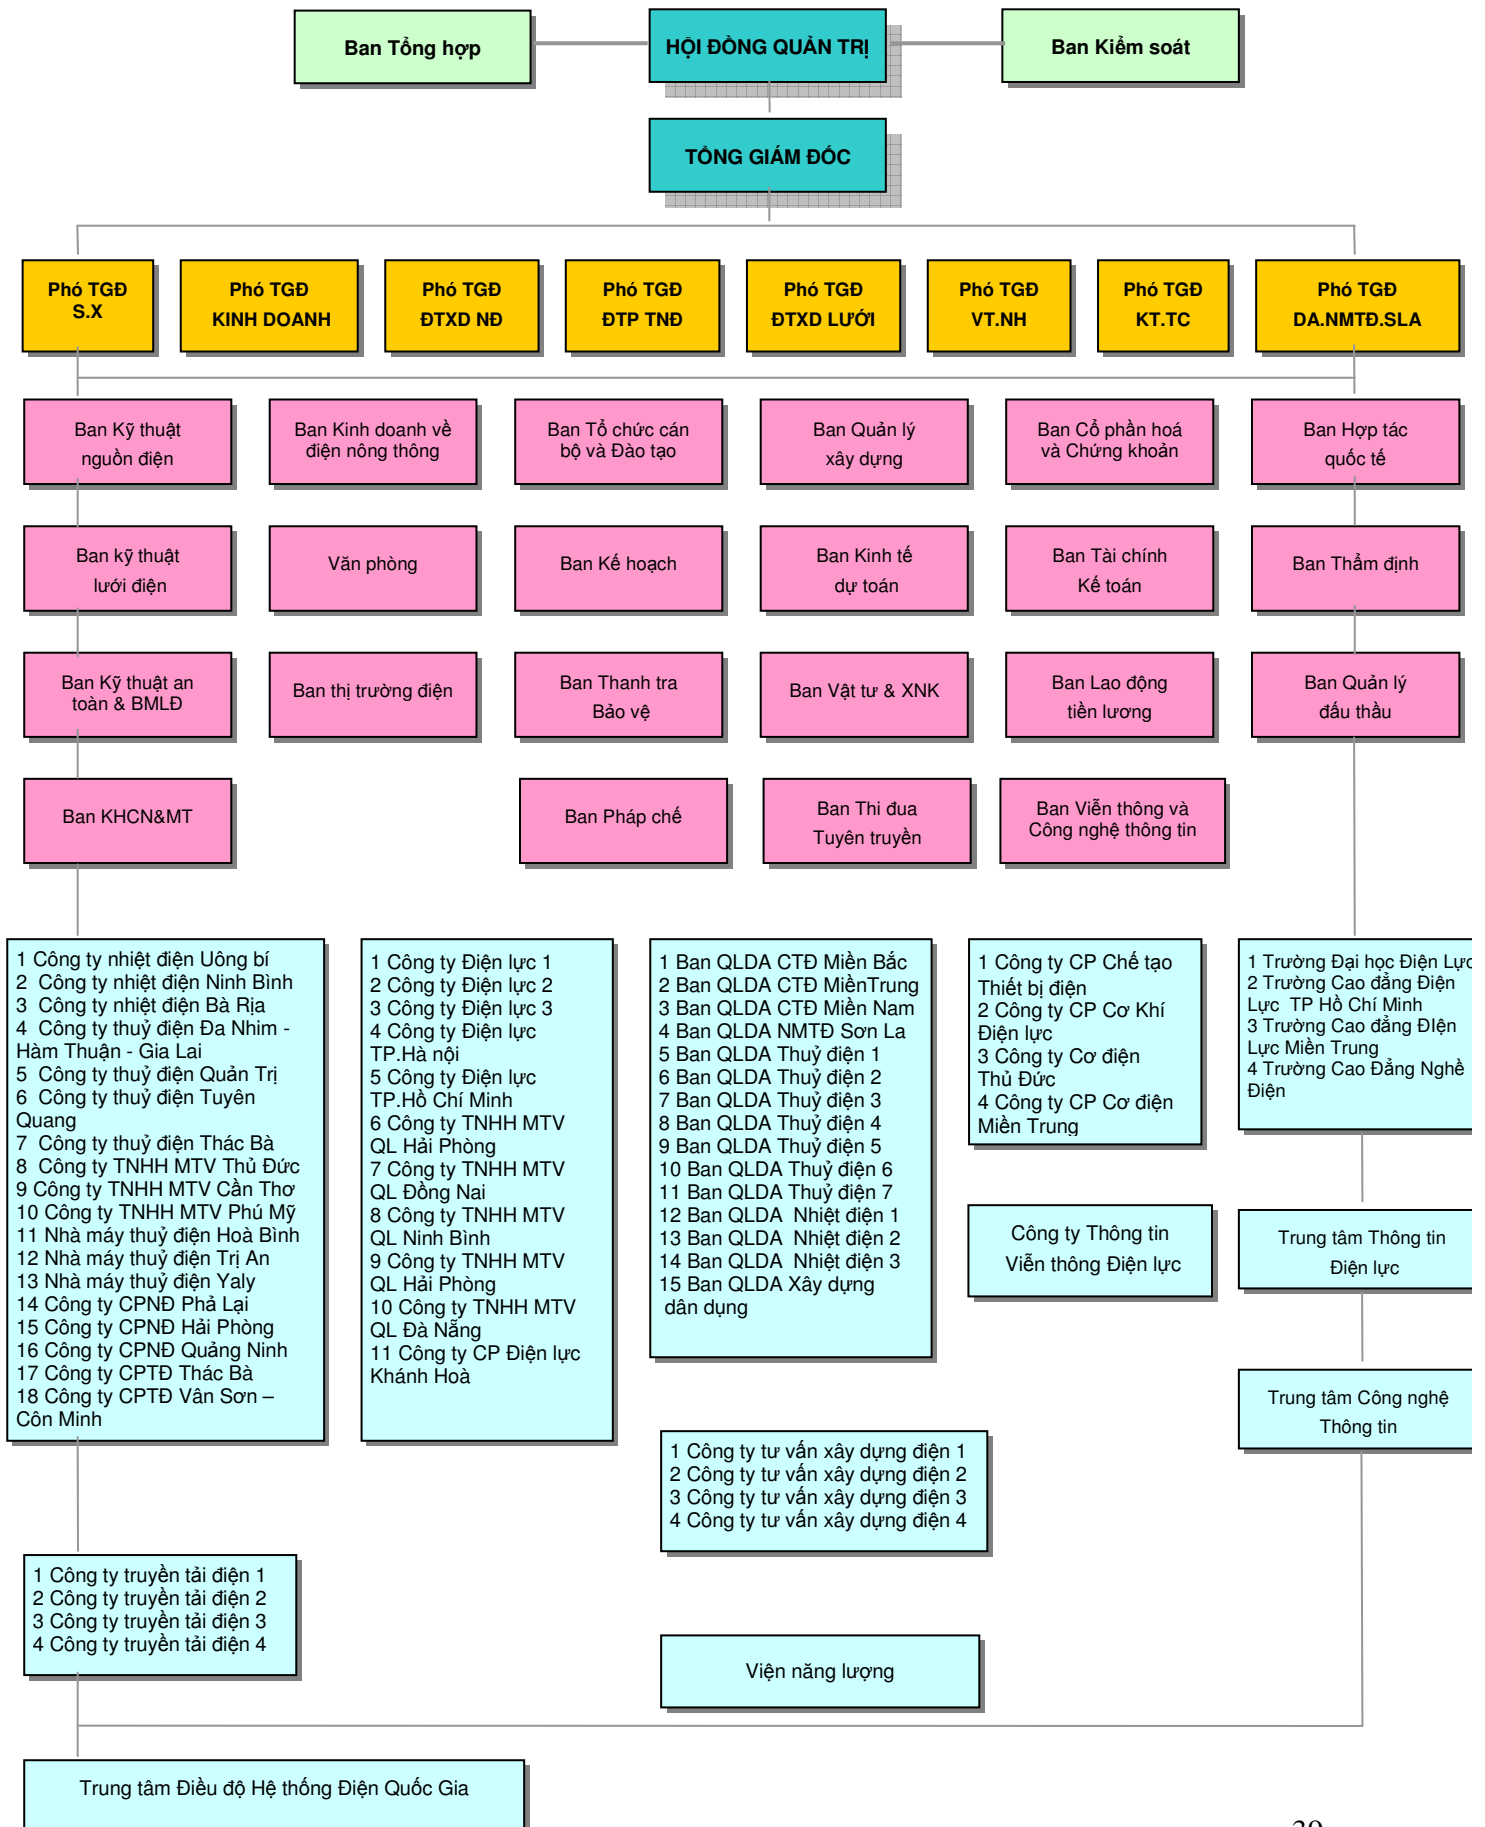 Ban Tổng hợp
HỘI ĐỒNG QUẢN TRỊ
Ban Kiểm soát
TỔNG GIÁM ĐỐC
Phó TGĐ
S.X
Phó TGĐ
KINH DOANH
Phó TGĐ
ĐTXD NĐ
Phó TGĐ
ĐTP TNĐ
Phó TGĐ
ĐTXD LƯỚI
Phó TGĐ
VT.NH
Phó TGĐ
KT.TC
Phó TGĐ
DA.NMTĐ.SLA
Ban Kỹ thuật
nguồn điện
Ban Kinh doanh về
điện nông thông
Ban Tổ chức cán
bộ và Đào tạo
Ban Quản lý
xây dựng
Ban Cổ phần hoá
và Chứng khoản
Ban Hợp tác
quốc tế
Ban kỹ thuật
lưới điện
Văn phòng
Ban Kế hoạch
Ban Kinh tế
dự toán
Ban Tài chính
Kế toán
Ban Thẩm định
Ban Kỹ thuật an
toàn & BMLĐ
Ban thị trường điện
Ban Thanh tra
Bảo vệ
Ban Vật tư & XNK
Ban Lao động
tiền lương
Ban Quản lý
đấu thầu
Ban KHCN&MT
Ban Pháp chế
Ban Thi đua
Tuyên truyền
Ban Viễn thông và
Công nghệ thông tin
1 Công ty nhiệt điện Uông bí
2 Công ty nhiệt điện Ninh Bình
3 Công ty nhiệt điện Bà Rịa
4 Công ty thuỷ điện Đa Nhim -
Hàm Thuận - Gia Lai
5 Công ty thuỷ điện Quản Trị
6 Công ty thuỷ điện Tuyên
Quang
7 Công ty thuỷ điện Thác Bà
8 Công ty TNHH MTV Thủ Đức
9 Công ty TNHH MTV Cần Thơ
10 Công ty TNHH MTV Phú Mỹ
11 Nhà máy thuỷ điện Hoà Bình
12 Nhà máy thuỷ điện Trị An
13 Nhà máy thuỷ điện Yaly
14 Công ty CPNĐ Phả Lại
15 Công ty CPNĐ Hải Phòng
16 Công ty CPNĐ Quảng Ninh
17 Công ty CPTĐ Thác Bà
18 Công ty CPTĐ Vân Sơn –
Côn Minh
1 Công ty Điện lực 1
2 Công ty Điện lực 2
3 Công ty Điện lực 3
4 Công ty Điện lực
TP.Hà nội
5 Công ty Điện lực
TP.Hồ Chí Minh
6 Công ty TNHH MTV
QL Hải Phòng
7 Công ty TNHH MTV
QL Đồng Nai
8 Công ty TNHH MTV
QL Ninh Bình
9 Công ty TNHH MTV
QL Hải Phòng
10 Công ty TNHH MTV
QL Đà Nẵng
11 Công ty CP Điện lực
Khánh Hoà
1 Ban QLDA CTĐ Miền Bắc
2 Ban QLDA CTĐ MiềnTrung
3 Ban QLDA CTĐ Miền Nam
4 Ban QLDA NMTĐ Sơn La
5 Ban QLDA Thuỷ điện 1
6 Ban QLDA Thuỷ điện 2
7 Ban QLDA Thuỷ điện 3
8 Ban QLDA Thuỷ điện 4
9 Ban QLDA Thuỷ điện 5
10 Ban QLDA Thuỷ điện 6
11 Ban QLDA Thuỷ điện 7
12 Ban QLDA Nhiệt điện 1
13 Ban QLDA Nhiệt điện 2
14 Ban QLDA Nhiệt điện 3
15 Ban QLDA Xây dựng
dân dụng
1 Công ty CP Chế tạo
Thiết bị điện
2 Công ty CP Cơ Khí
Điện lực
3 Công ty Cơ điện
Thủ Đức
4 Công ty CP Cơ điện
Miền Trung
1 Trường Đại học Điện Lực
2 Trường Cao đẳng Điện
Lực TP Hồ Chí Minh
3 Trường Cao đẳng Điện
Lực Miền Trung
4 Trường Cao Đẳng Nghề
Điện
Công ty Thông tin
Viễn thông Điện lực
Trung tâm Thông tin
Điện lực
Trung tâm Công nghệ
Thông tin
1 Công ty tư vấn xây dựng điện 1
2 Công ty tư vấn xây dựng điện 2
3 Công ty tư vấn xây dựng điện 3
4 Công ty tư vấn xây dựng điện 4
1 Công ty truyền tải điện 1
2 Công ty truyền tải điện 2
3 Công ty truyền tải điện 3
4 Công ty truyền tải điện 4
Viện năng lượng
Trung tâm Điều độ Hệ thống Điện Quốc Gia